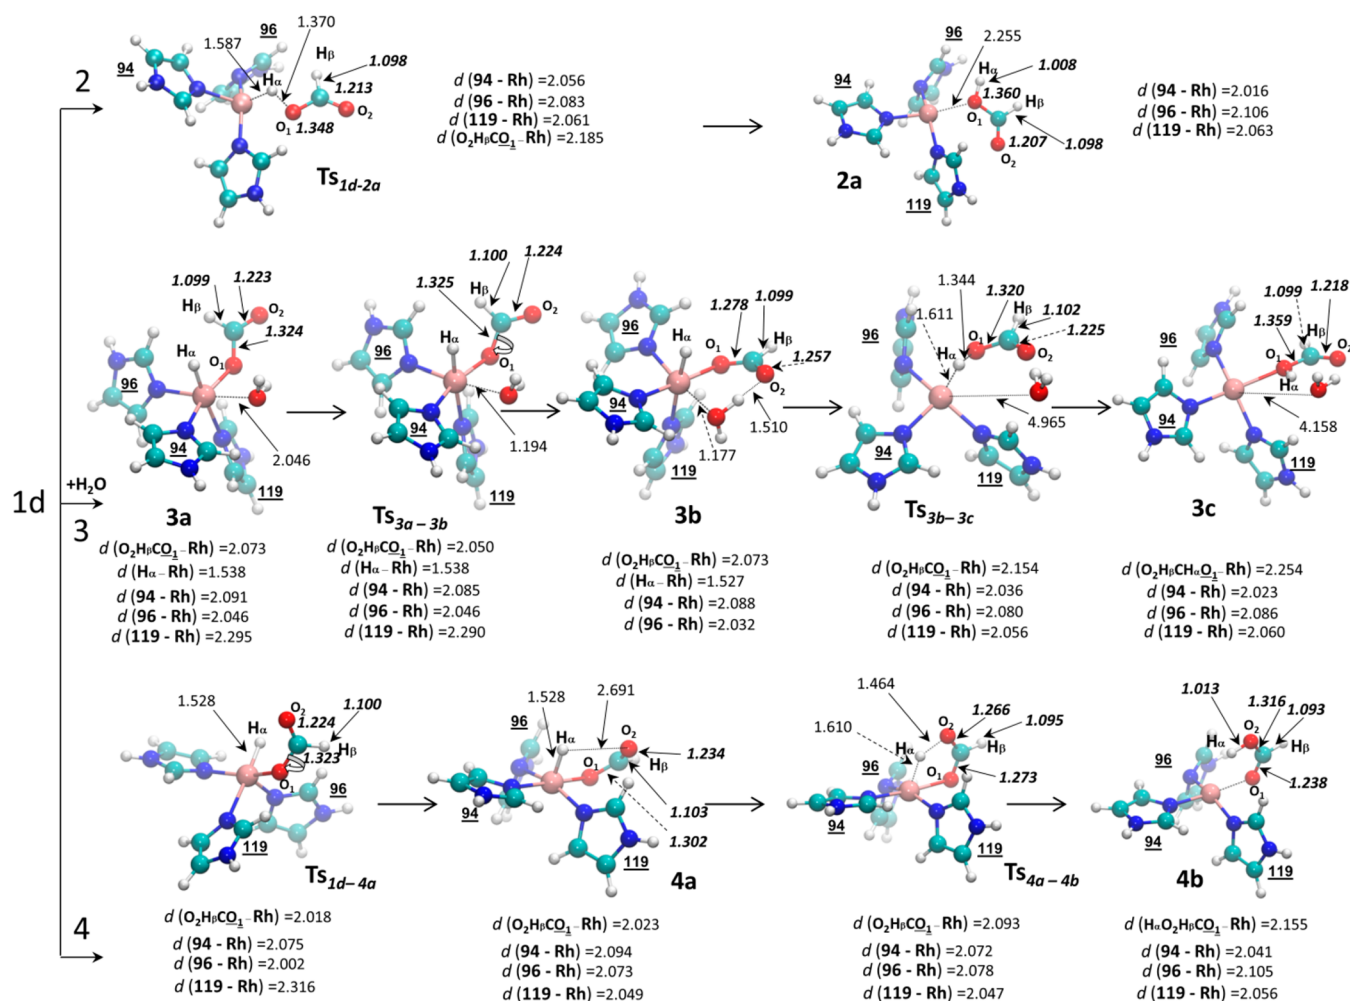 2
94
96
1.587
1.370
Hβ
1.098
Hα
1.213
O₂
O₁
1.348
Ts1d-2a
d (94 - Rh) =2.056
d (96 - Rh) =2.083
d (119 - Rh) =2.061
d (O₂HβCO₁– Rh) =2.185
96
2.255
94
Hα
1.008
1.360
Hβ
O₁
1.207
O₂
1.098
2a
119
d (94 - Rh) =2.016
d (96 - Rh) =2.106
d (119 - Rh) =2.063
1d
+H₂O
3
1.099
1.223
Hβ
O₂
1.324
Hα
O₁
96
94
2.046
119
3a
d (O₂HβCO₁– Rh) =2.073
d (Hα– Rh) =1.538
d (94 - Rh) =2.091
d (96 - Rh) =2.046
d (119 - Rh) =2.295
1.100
1.224
1.325
Hβ
O₂
Hα
96
O₁
94
1.194
119
Ts3a – 3b
d (O₂HβCO₁– Rh) =2.050
d (Hα– Rh) =1.538
d (94 - Rh) =2.085
d (96 - Rh) =2.046
d (119 - Rh) =2.290
96
Hα
1.278
1.099
Hβ
O₁
1.257
O₂
94
1.510
1.177
119
3b
d (O₂HβCO₁– Rh) =2.073
d (Hα– Rh) =1.527
d (94 - Rh) =2.088
d (96 - Rh) =2.032
1.344
1.320
Hβ
1.611
1.102
96
O₁
1.225
Hα
O₂
4.965
94
119
Ts3b– 3c
d (O₂HβCO₁– Rh) =2.154
d (94 - Rh) =2.036
d (96 - Rh) =2.080
d (119 - Rh) =2.056
1.099
1.218
96
1.359
Hβ
O₁
O₂
Hα
94
4.158
119
3c
d (O₂HβCHαO₁– Rh) =2.254
d (94 - Rh) =2.023
d (96 - Rh) =2.086
d (119 - Rh) =2.060
4
1.528
O₂
1.100
Hα
1.224
Hβ
1.323
O₁
96
119
Ts1d– 4a
d (O₂HβCO₁– Rh) =2.018
d (94 - Rh) =2.075
d (96 - Rh) =2.002
d (119 - Rh) =2.316
1.528
2.691
96
Hα
O₂
1.234
Hβ
O₁
94
1.103
1.302
119
4a
d (O₂HβCO₁– Rh) =2.023
d (94 - Rh) =2.094
d (96 - Rh) =2.073
d (119 - Rh) =2.049
1.464
O₂
1.266
1.610
1.095
Hα
Hβ
96
O₁
1.273
94
119
Ts4a – 4b
d (O₂HβCO₁– Rh) =2.093
d (94 - Rh) =2.072
d (96 - Rh) =2.078
d (119 - Rh) =2.047
1.013
1.316
O₂
1.093
Hα
Hβ
96
1.238
O₁
94
119
4b
d (HαO₂HβCO₁– Rh) =2.155
d (94 - Rh) =2.041
d (96 - Rh) =2.105
d (119 - Rh) =2.056